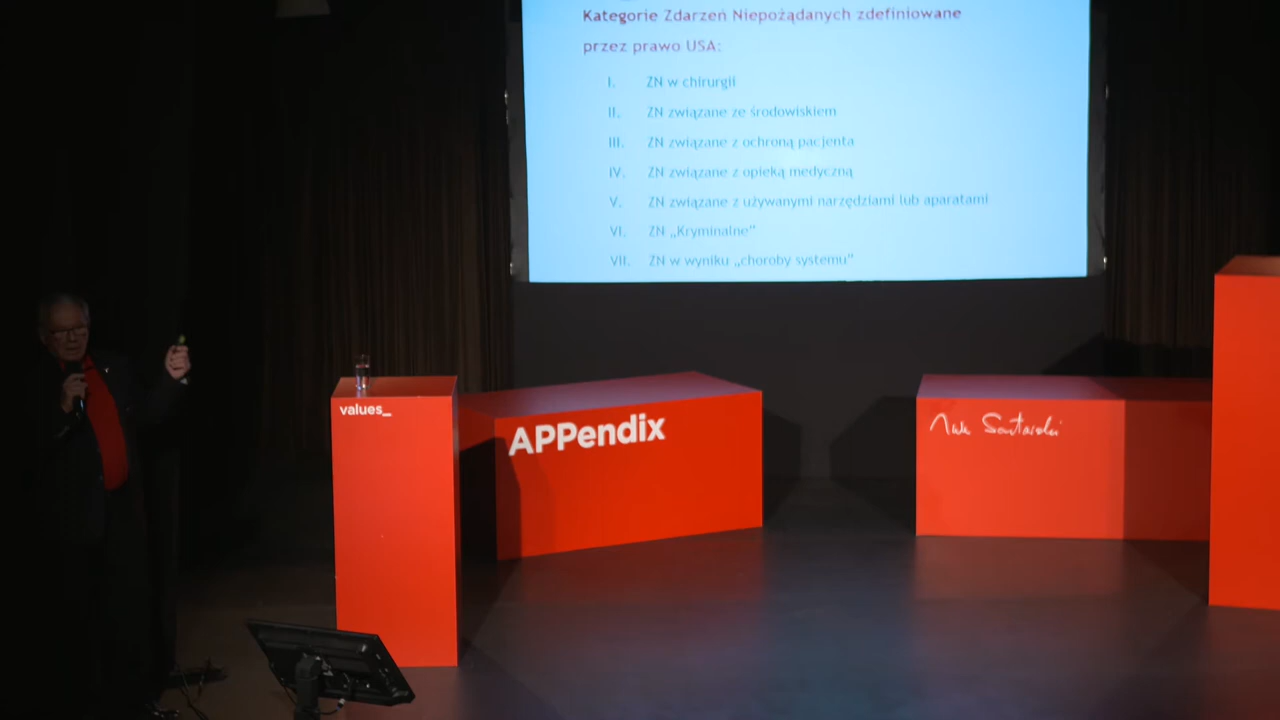 Kategorie Zdarzeń Niepożądanych zdefiniowane
przez prawo USA:
I. ZN w chirurgii
II. ZN związane ze środowiskiem
III. ZN związane z ochroną pacjenta
IV. ZN związane z opieką medyczną
V. ZN związane z używanymi narzędziami lub aparatami
VI. ZN „Kryminalne”
VII. ZN w wyniku „choroby systemu”
values_
APPendix